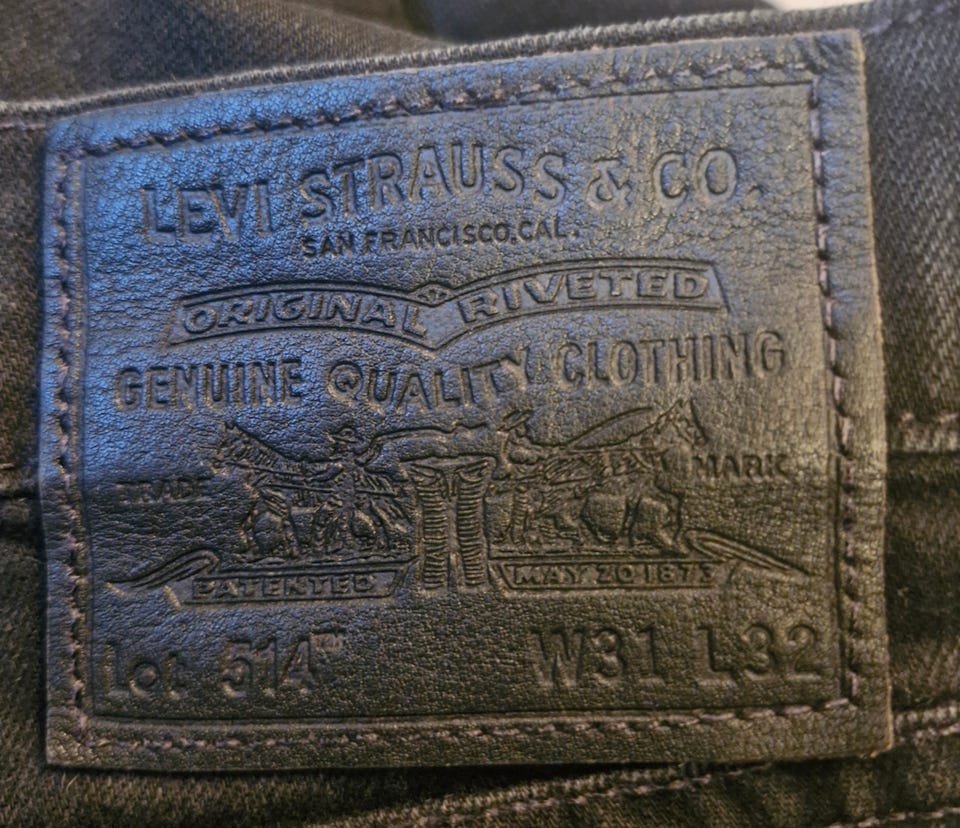 LEVI STRAUSS & CO.
SAN FRANCISCO, CAL.
ORIGINAL RIVETED
GENUINE QUALITY CLOTHING
TRADE MARK
PATENTED MAY 20 1873
Lot 514™ W31 L32